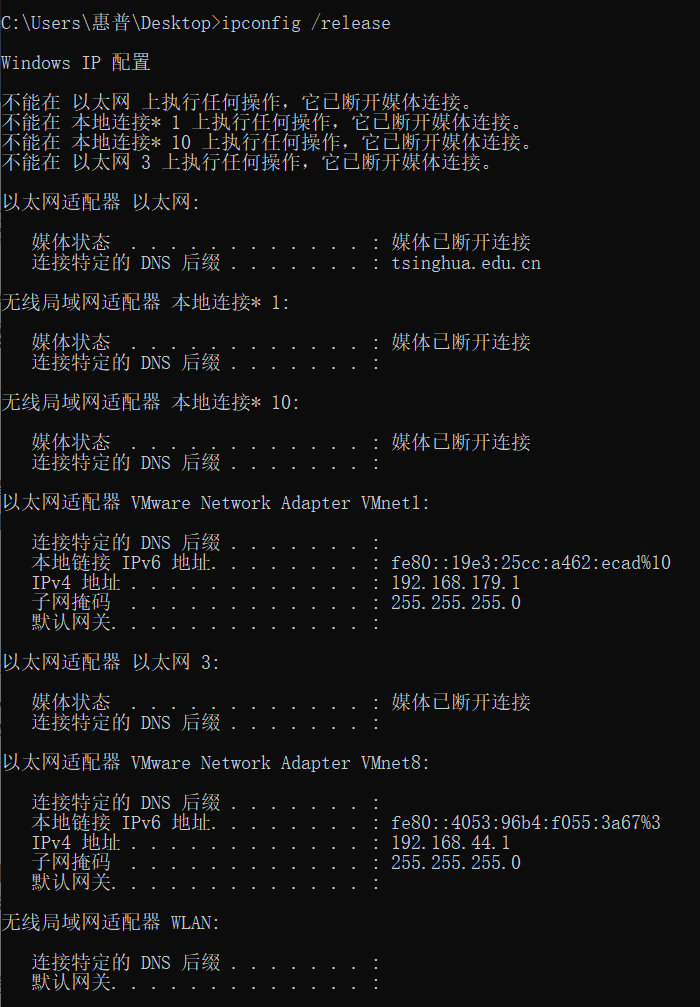 C:\Users\惠普\Desktop>ipconfig /release
Windows IP 配置
不能在 以太网 上执行任何操作，它已断开媒体连接。
不能在 本地连接* 1 上执行任何操作，它已断开媒体连接。
不能在 本地连接* 10 上执行任何操作，它已断开媒体连接。
不能在 以太网 3 上执行任何操作，它已断开媒体连接。
以太网适配器 以太网:
媒体状态  . . . . . . . . . . . . : 媒体已断开连接
连接特定的 DNS 后缀 . . . . . . . : tsinghua.edu.cn
无线局域网适配器 本地连接* 1:
媒体状态  . . . . . . . . . . . . : 媒体已断开连接
连接特定的 DNS 后缀 . . . . . . . :
无线局域网适配器 本地连接* 10:
媒体状态  . . . . . . . . . . . . : 媒体已断开连接
连接特定的 DNS 后缀 . . . . . . . :
以太网适配器 VMware Network Adapter VMnet1:
连接特定的 DNS 后缀 . . . . . . . :
本地链接 IPv6 地址. . . . . . . . : fe80::19e3:25cc:a462:ecad%10
IPv4 地址 . . . . . . . . . . . . : 192.168.179.1
子网掩码  . . . . . . . . . . . . : 255.255.255.0
默认网关. . . . . . . . . . . . . :
以太网适配器 以太网 3:
媒体状态  . . . . . . . . . . . . : 媒体已断开连接
连接特定的 DNS 后缀 . . . . . . . :
以太网适配器 VMware Network Adapter VMnet8:
连接特定的 DNS 后缀 . . . . . . . :
本地链接 IPv6 地址. . . . . . . . : fe80::4053:96b4:f055:3a67%3
IPv4 地址 . . . . . . . . . . . . : 192.168.44.1
子网掩码  . . . . . . . . . . . . : 255.255.255.0
默认网关. . . . . . . . . . . . . :
无线局域网适配器 WLAN:
连接特定的 DNS 后缀 . . . . . . . :
默认网关. . . . . . . . . . . . . :